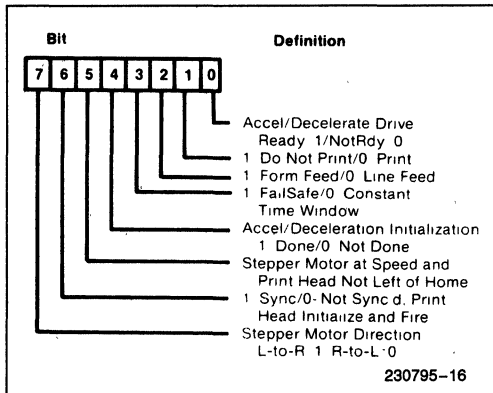 Bit Definition
7 6 5 4 3 2 1 0
Accel/Decelerate Drive
Ready 1/NotRdy 0
1 Do Not Print/0 Print
1 Form Feed/0 Line Feed
1 FailSafe/0 Constant
Time Window
Accel/Deceleration Initialization
1 Done/0 Not Done
Stepper Motor at Speed and
Print Head Not Left of Home
1 Sync/0- Not Sync d. Print
Head Initialize and Fire
Stepper Motor Direction
L-to-R 1 R-to-L 0
230795-16